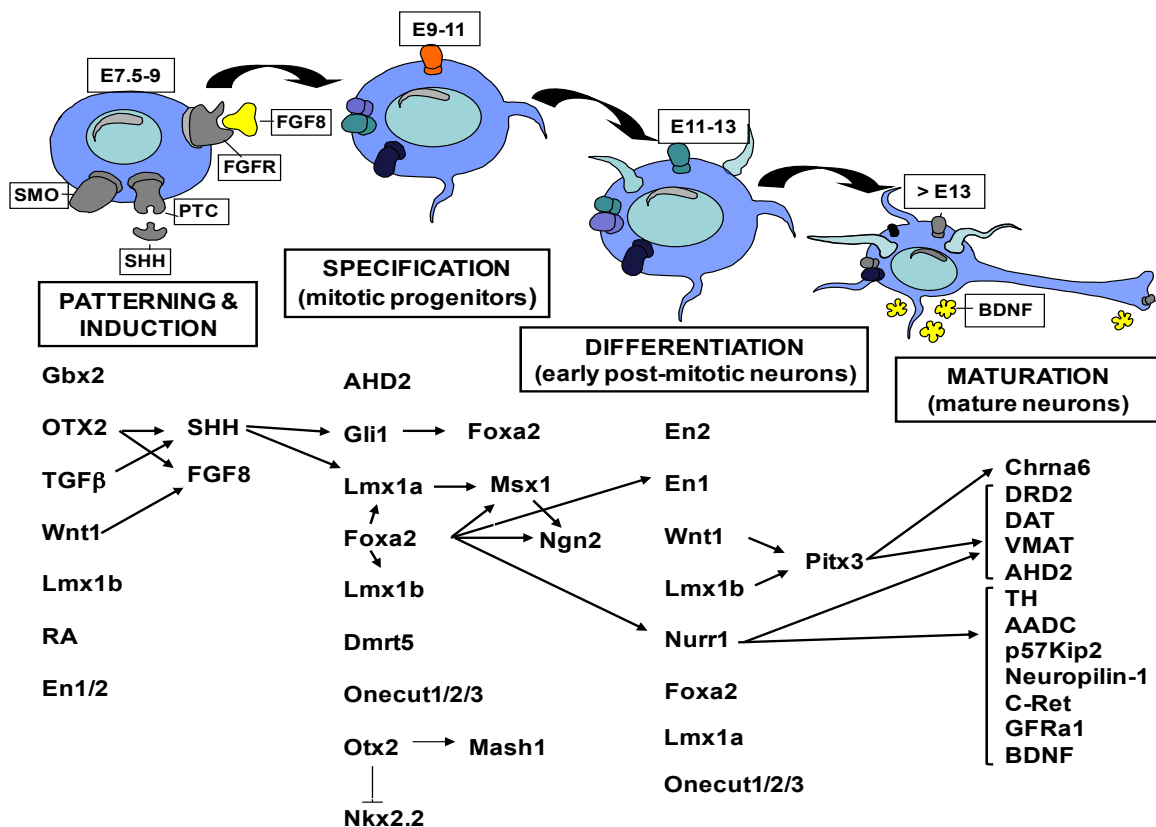 E9-11
E7.5-9
FGF8
E11-13
FGFR
SMO
PTC
> E13
SHH
SPECIFICATION
(mitotic progenitors)
PATTERNING &
INDUCTION
BDNF
DIFFERENTIATION
(early post-mitotic neurons)
MATURATION
(mature neurons)
Gbx2
OTX2
SHH
TGFβ
FGF8
Wnt1
Lmx1b
RA
En1/2
AHD2
Gli1
Foxa2
Lmx1a
Msx1
Foxa2
Ngn2
Lmx1b
Dmrt5
Onecut1/2/3
Otx2
Mash1
Nkx2.2
En2
En1
Wnt1
Pitx3
Lmx1b
Nurr1
Foxa2
Lmx1a
Onecut1/2/3
Chrna6
DRD2
DAT
VMAT
AHD2
TH
AADC
p57Kip2
Neuropilin-1
C-Ret
GFRa1
BDNF